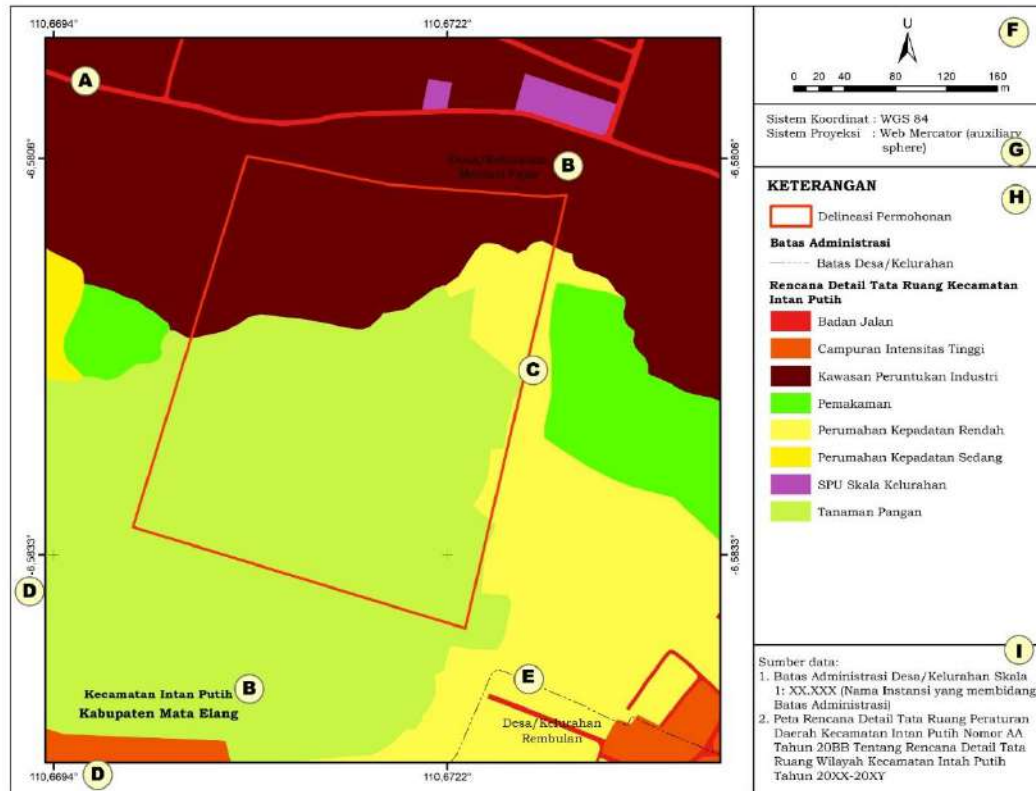 110,6694°
110,6722°
A
-6,5806°
-6,5806°
Desa/Kelurahan
B
C
-6,5833°
-6,5833°
D
Kecamatan Intan Putih
Kabupaten Mata Elang
B
E
Desa/Kelurahan
Rembulan
D
110,6694°
110,6722°
U
F
0 20 40 80 120 160
m
Sistem Koordinat : WGS 84
Sistem Proyeksi : Web Mercator (auxiliary
sphere)
G
KETERANGAN
H
Delineasi Permohonan
Batas Administrasi
Batas Desa/Kelurahan
Rencana Detail Tata Ruang Kecamatan
Intan Putih
Badan Jalan
Campuran Intensitas Tinggi
Kawasan Peruntukan Industri
Pemakaman
Perumahan Kepadatan Rendah
Perumahan Kepadatan Sedang
SPU Skala Kelurahan
Tanaman Pangan
I
Sumber data:
1. Batas Administrasi Desa/Kelurahan Skala
1: XX.XXX (Nama Instansi yang membidang
Batas Administrasi)
2. Peta Rencana Detail Tata Ruang Peraturan
Daerah Kecamatan Intan Putih Nomor AA
Tahun 20BB Tentang Rencana Detail Tata
Ruang Wilayah Kecamatan Intah Putih
Tahun 20XX-20XY